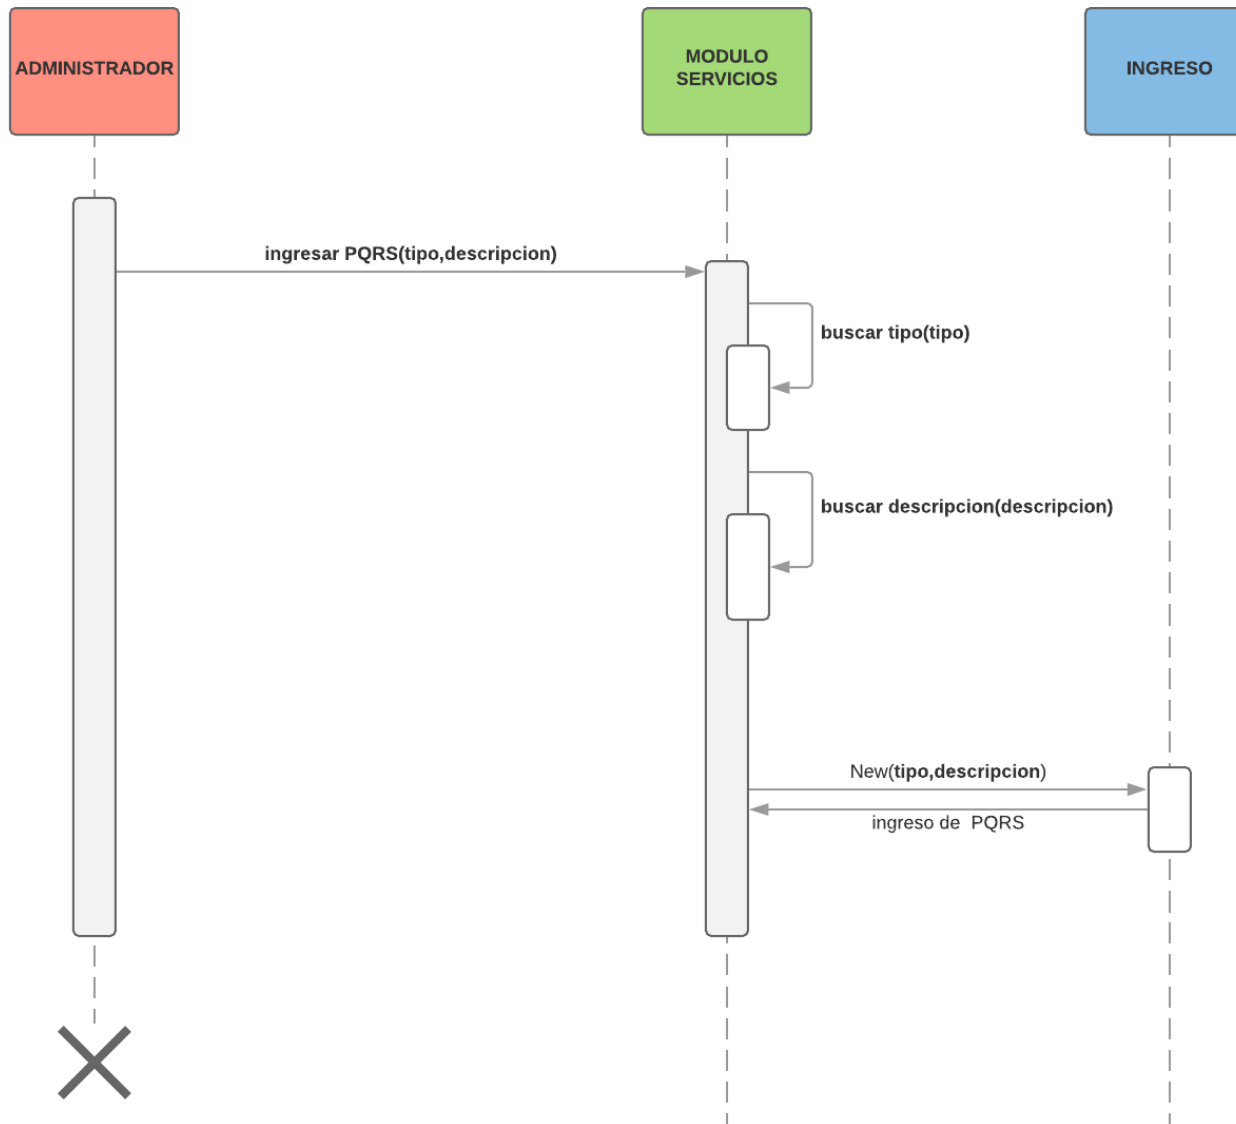 ADMINISTRADOR
MODULO
SERVICIOS
INGRESO
ingresar PQRS(tipo,descripcion)
buscar tipo(tipo)
buscar descripcion(descripcion)
New(tipo,descripcion)
ingreso de  PQRS